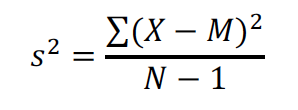 s² = ∑(X − M)² / N − 1